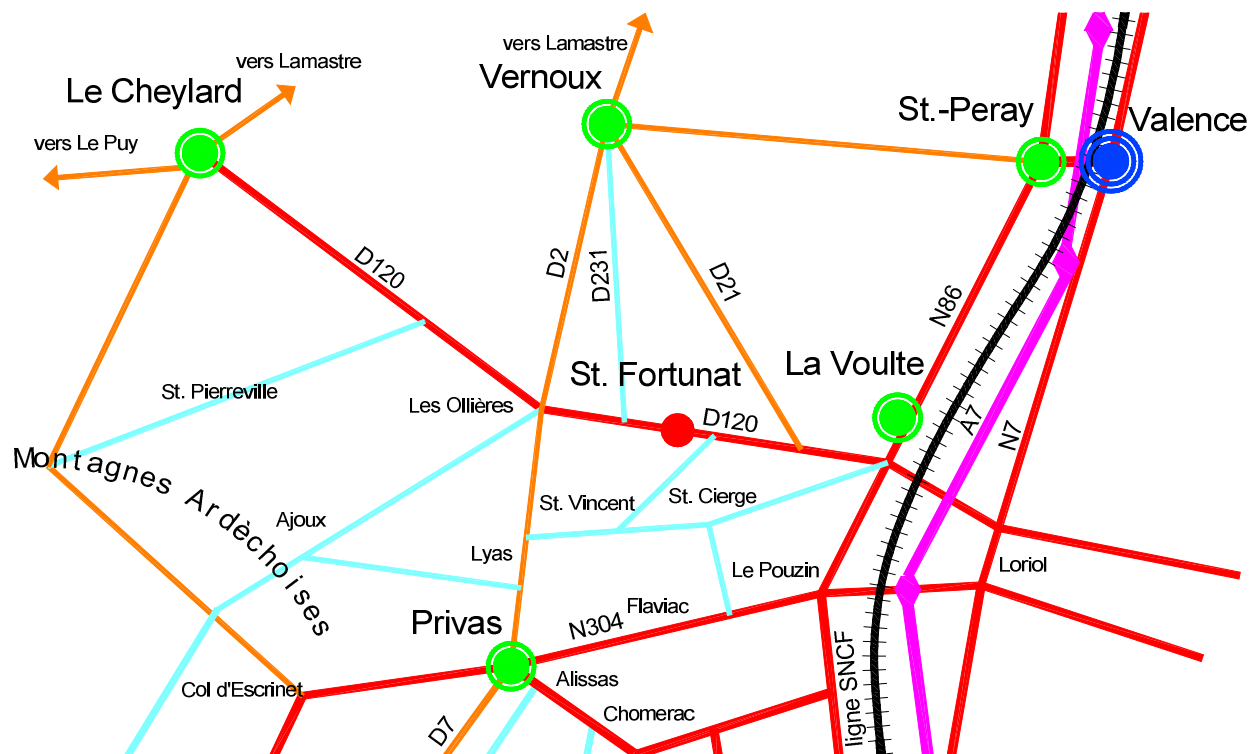 vers Lamastre
Vernoux
vers Lamastre
Le Cheylard
St.-Peray
Valence
vers Le Puy
D120
D2
D231
D21
N86
La Voulte
St. Fortunat
St. Pierreville
Les Ollières
D120
A7
N7
Montagnes Ardèchoises
St. Vincent
St. Cierge
Ajoux
Lyas
Le Pouzin
Loriol
Flaviac
Privas
N304
Col d'Escrinet
Alissas
Chomerac
ligne SNCF
D7